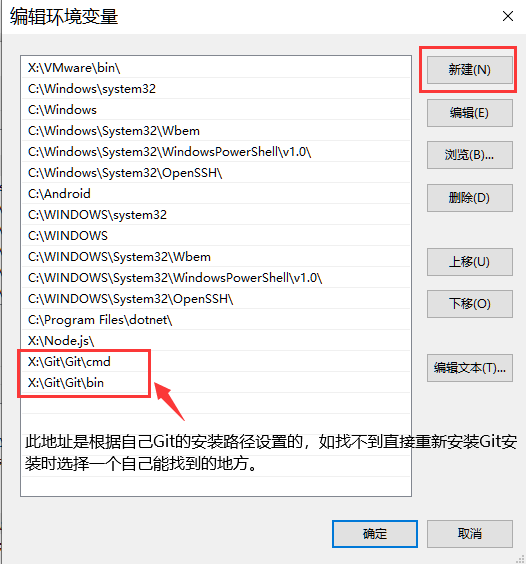 编辑环境变量
X:\VMware\bin\
C:\Windows\system32
C:\Windows
C:\Windows\System32\Wbem
C:\Windows\System32\WindowsPowerShell\v1.0\
C:\Windows\System32\OpenSSH\
C:\Android
C:\WINDOWS\system32
C:\WINDOWS
C:\WINDOWS\System32\Wbem
C:\WINDOWS\System32\WindowsPowerShell\v1.0\
C:\WINDOWS\System32\OpenSSH\
C:\Program Files\dotnet\
X:\Node.js\
X:\Git\Git\cmd
X:\Git\Git\bin
此地址是根据自己Git的安装路径设置的，如找不到直接重新安装Git安
装时选择一个自己能找到的地方。
新建(N)
编辑(E)
浏览(B)...
删除(D)
上移(U)
下移(O)
编辑文本(T)...
确定
取消